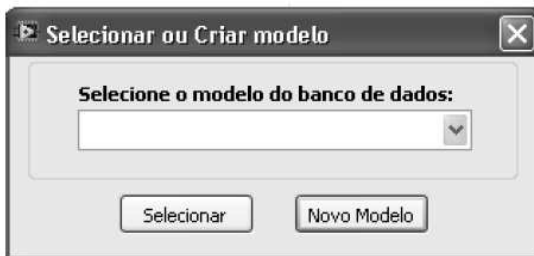 Selecionar ou Criar modelo
Selecione o modelo do banco de dados:
Selecionar
Novo Modelo